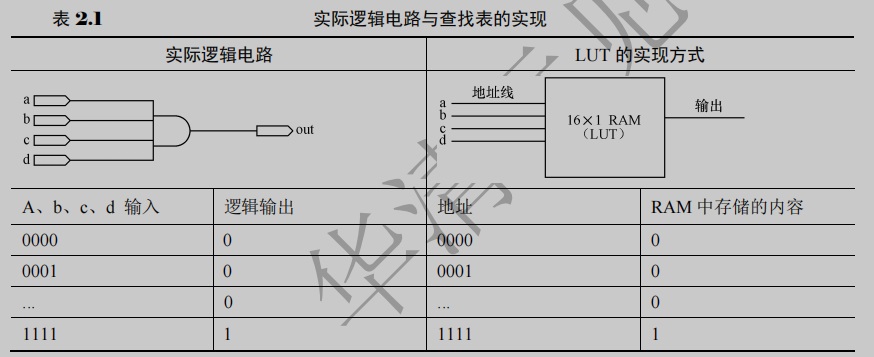 表 2.1 实际逻辑电路与查找表的实现
实际逻辑电路 LUT 的实现方式
a
b
c
d
out
地址线
a
b
c
d
16×1 RAM
（LUT）
输出
A、b、c、d 输入 逻辑输出 地址 RAM 中存储的内容
0000 0 0000 0
0001 0 0001 0
... 0 ... 0
1111 1 1111 1
华清远见